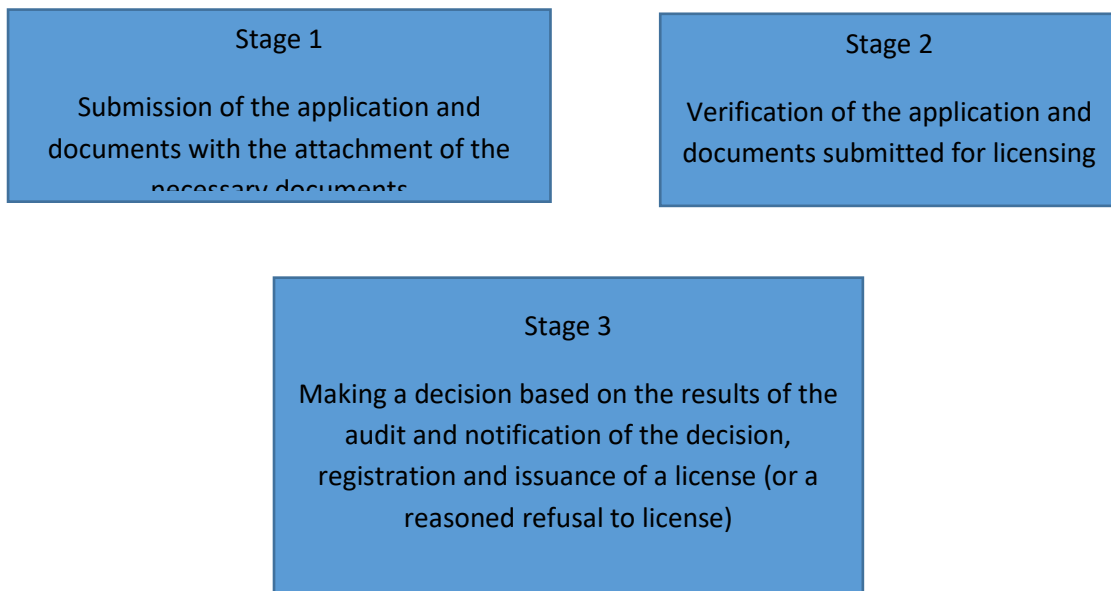 Stage 1
Submission of the application and
documents with the attachment of the
necessary documents
Stage 2
Verification of the application and
documents submitted for licensing
Stage 3
Making a decision based on the results of the
audit and notification of the decision,
registration and issuance of a license (or a
reasoned refusal to license)